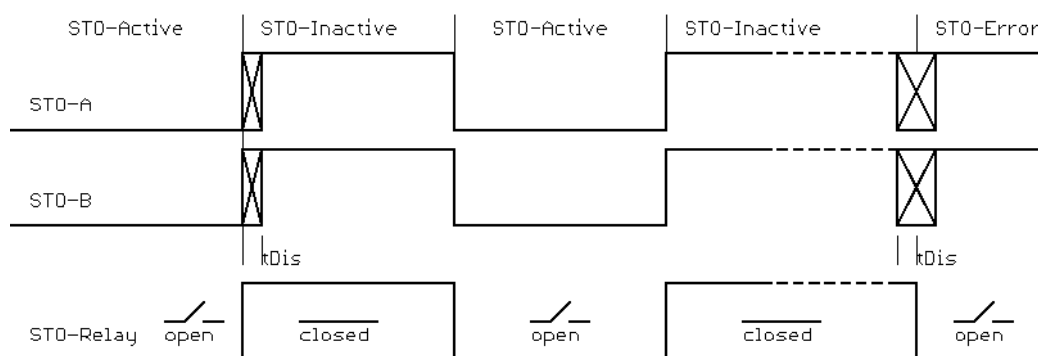 STO-Active STO-Inactive STO-Active STO-Inactive STO-Error
STO-A
STO-B
tDis tDis
STO-Relay open closed open closed open